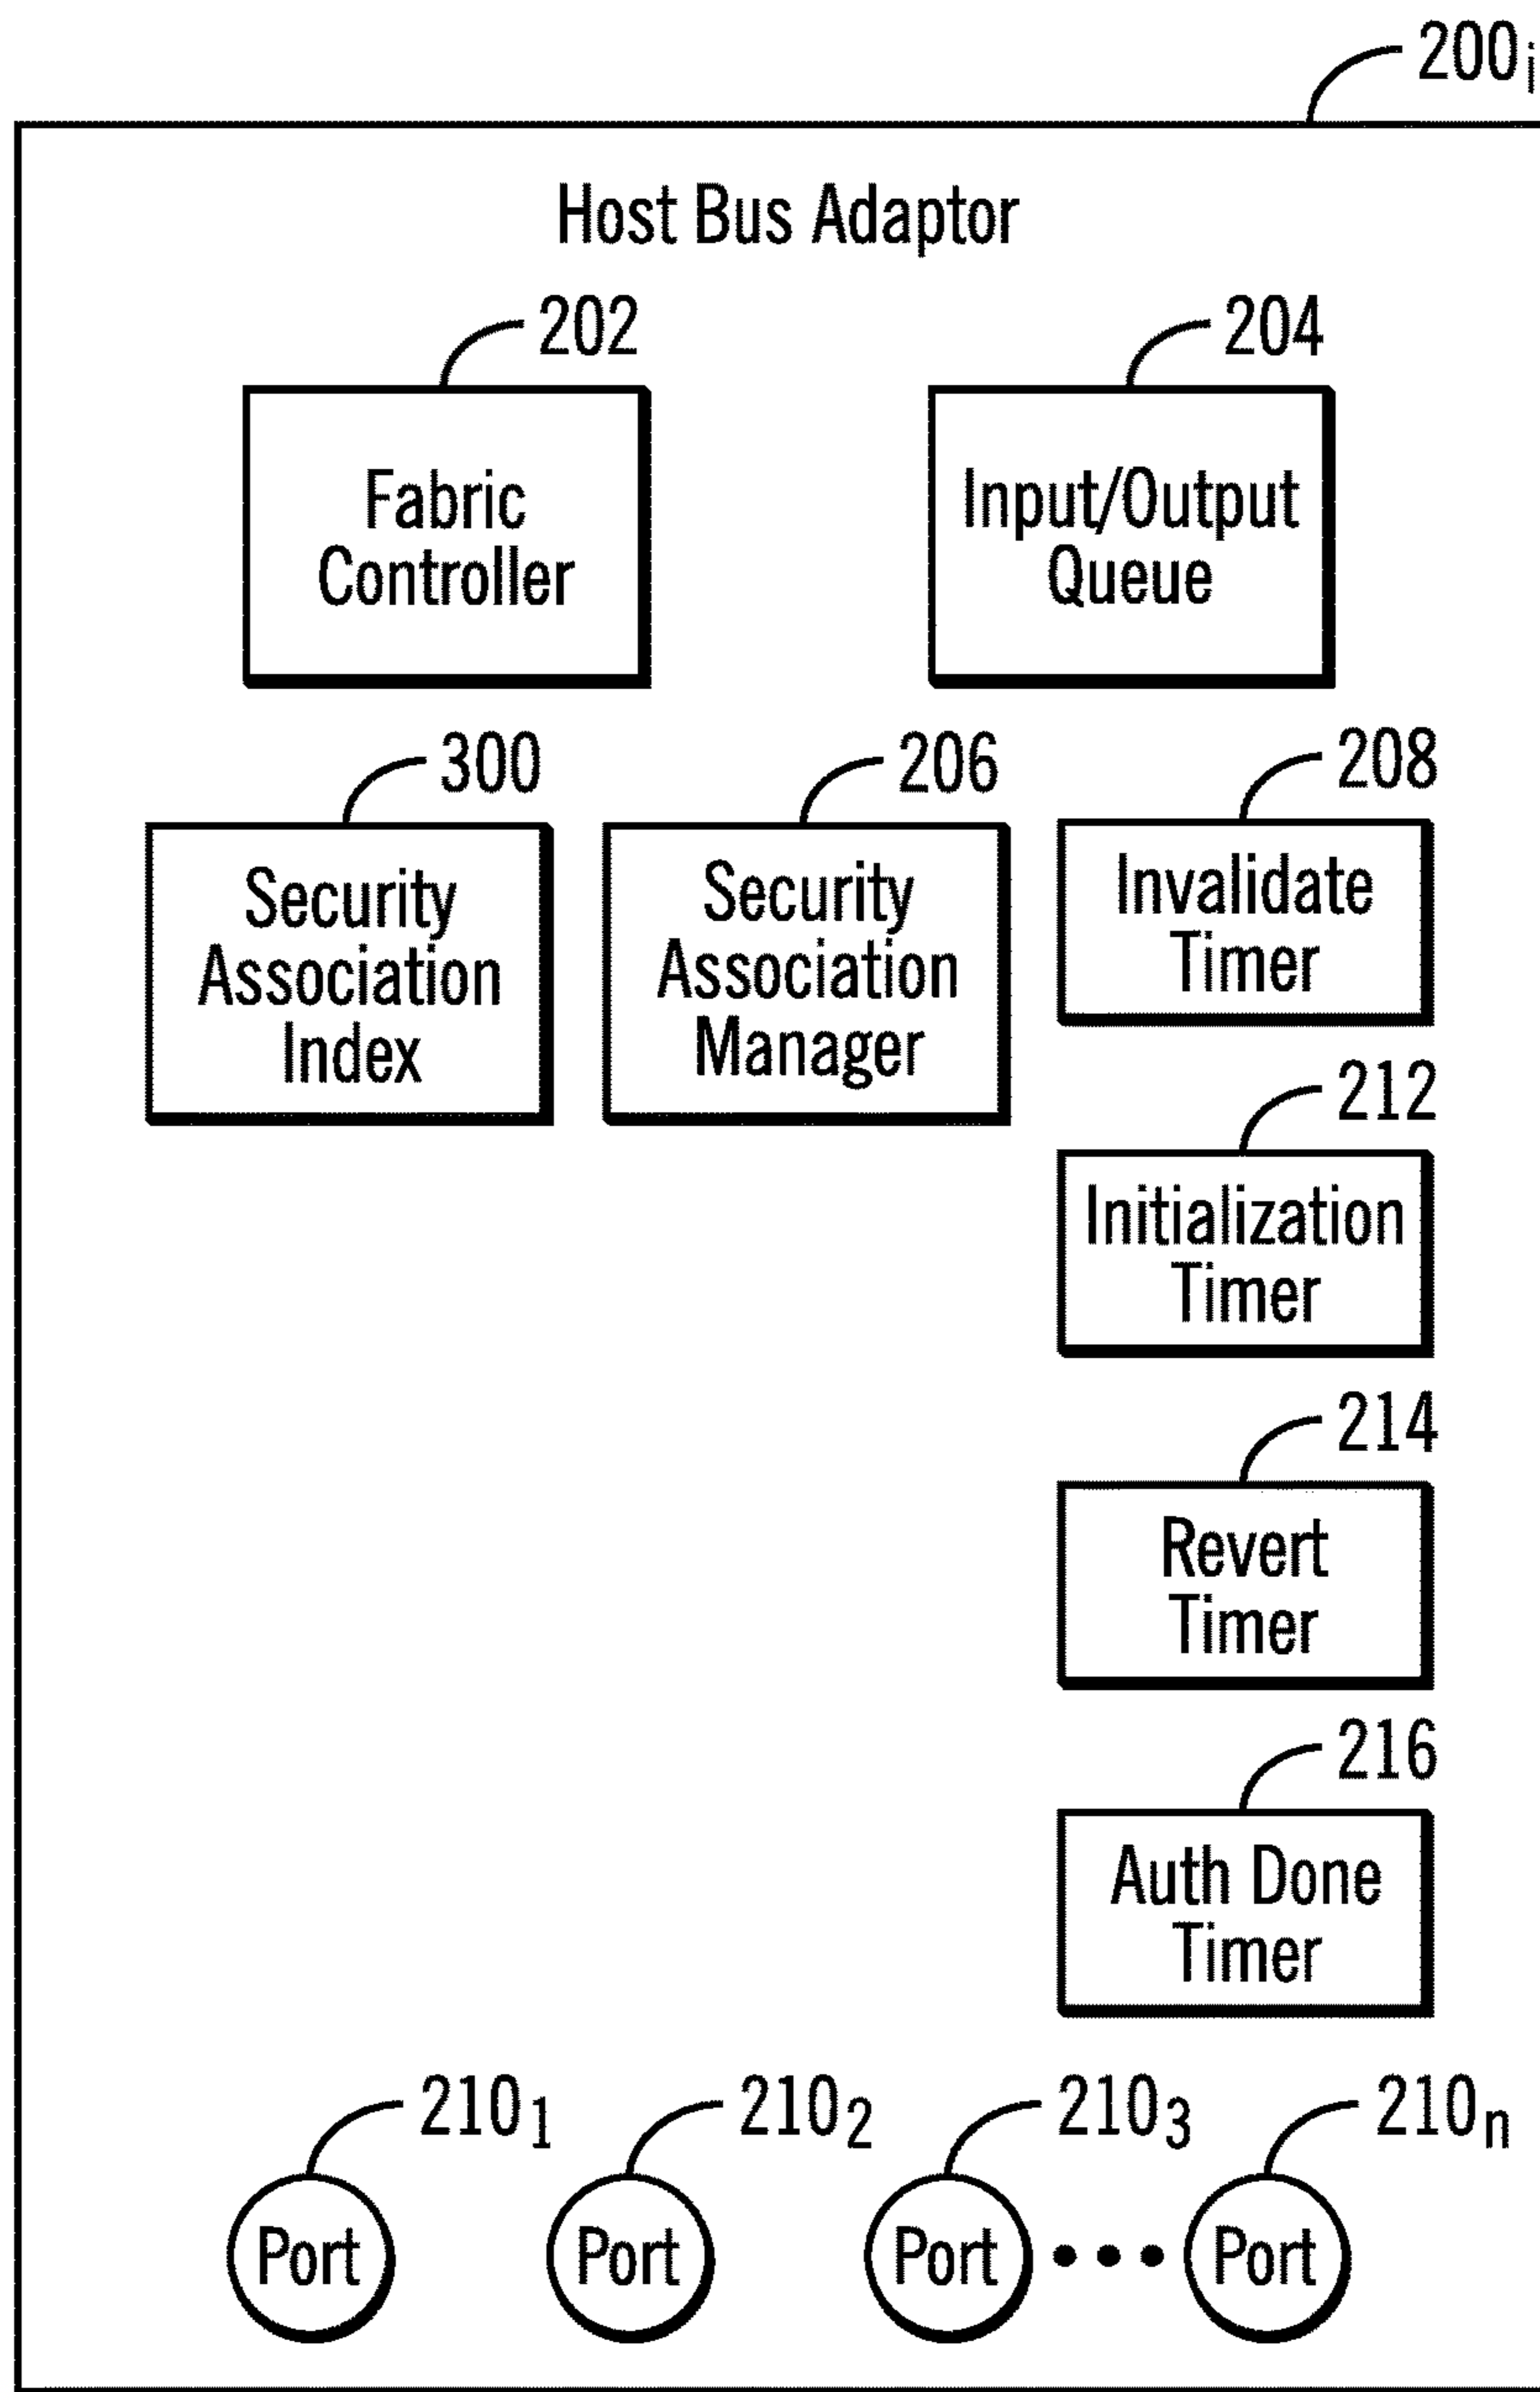 200i
Host Bus Adaptor
202
204
Fabric
Controller
Input/Output
Queue
300
206
208
Security
Association
Index
Security
Association
Manager
Invalidate
Timer
212
Initialization
Timer
214
Revert
Timer
216
Auth Done
Timer
210₁
210₂
210₃
210ₙ
Port
Port
Port
Port